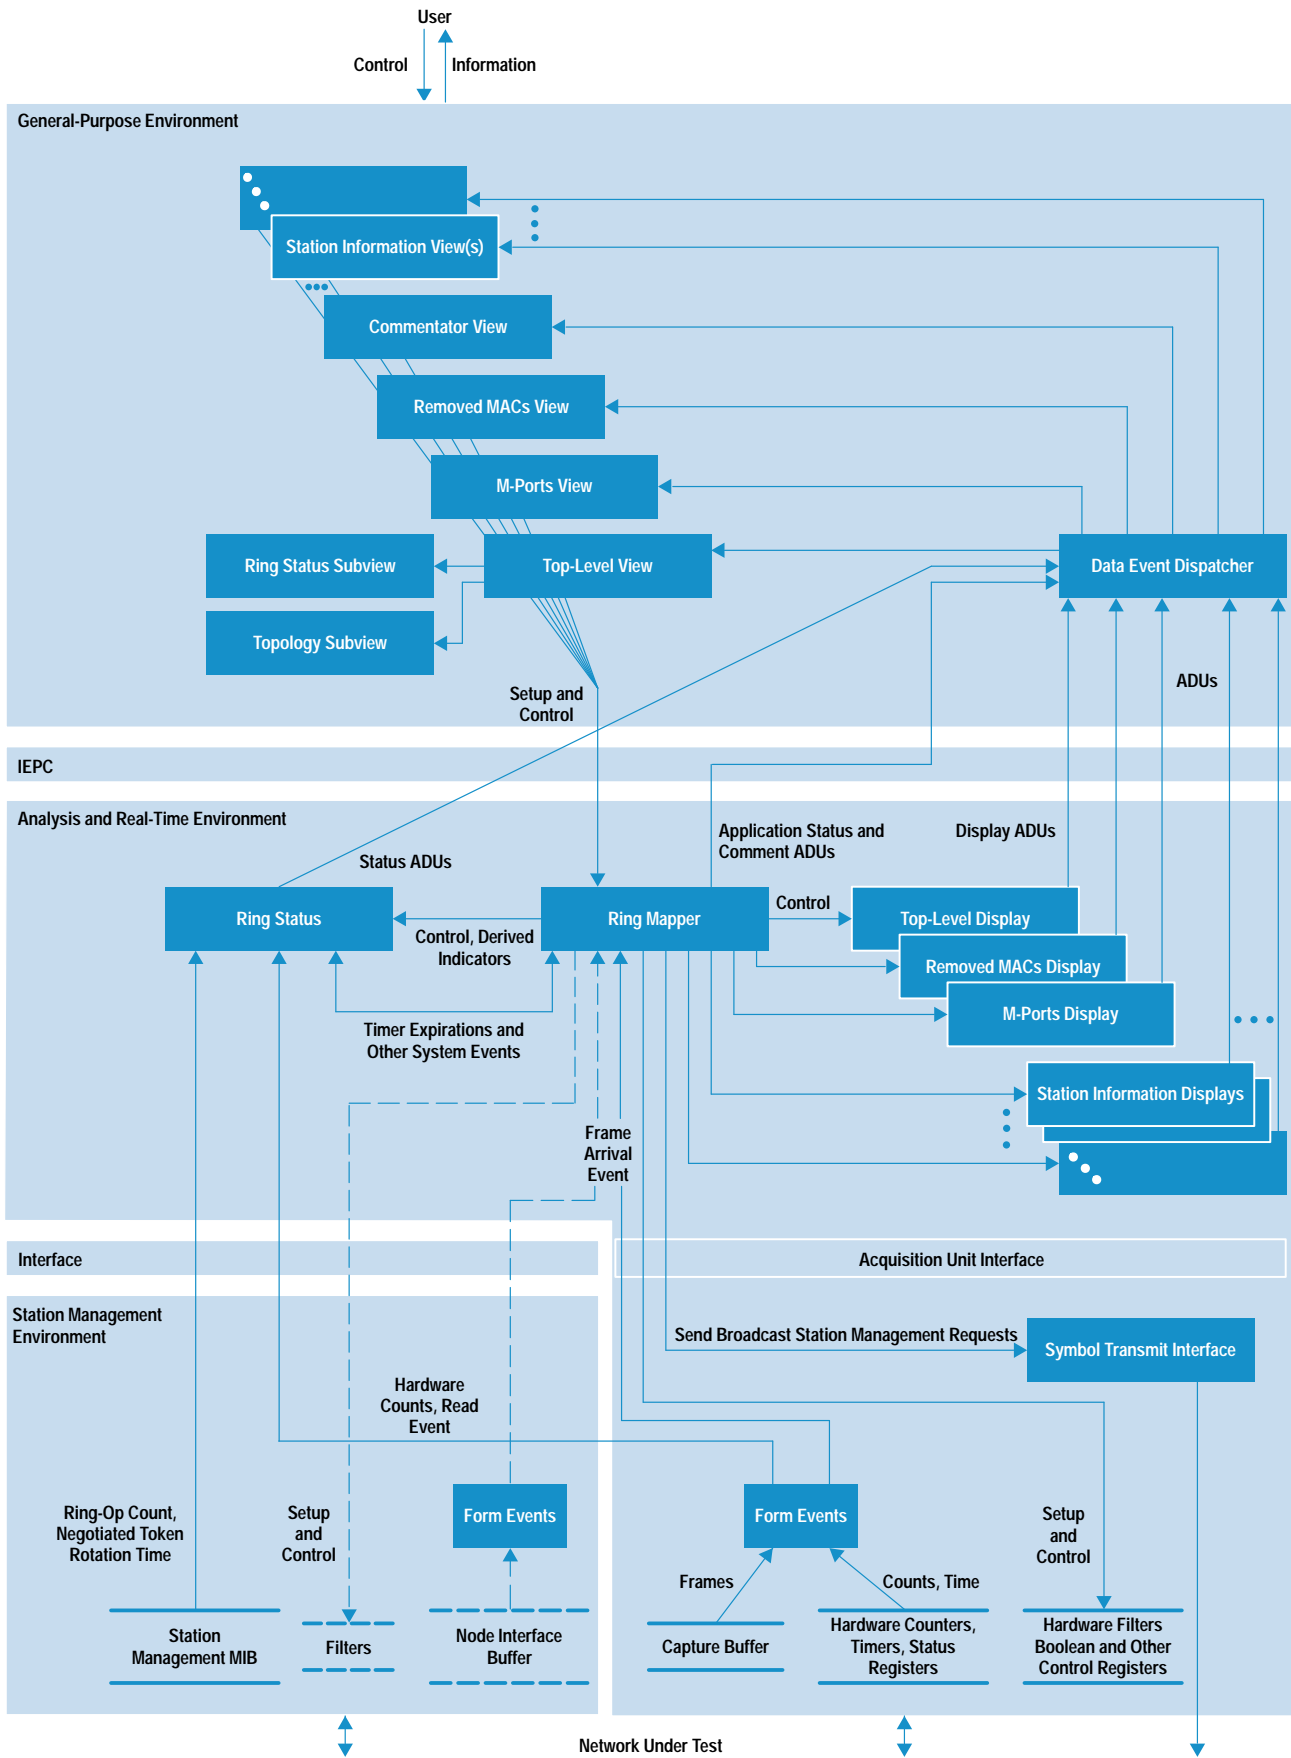 User
Control
Information
General-Purpose Environment
Station Information View(s)
Commentator View
Removed MACs View
M-Ports View
Ring Status Subview
Top-Level View
Data Event Dispatcher
Topology Subview
Setup and
Control
ADUs
IEPC
Analysis and Real-Time Environment
Application Status and
Comment ADUs
Display ADUs
Status ADUs
Ring Status
Control, Derived
Indicators
Ring Mapper
Control
Top-Level Display
Removed MACs Display
M-Ports Display
Timer Expirations and
Other System Events
Station Information Displays
Frame
Arrival
Event
Interface
Acquisition Unit Interface
Station Management
Environment
Send Broadcast Station Management Requests
Symbol Transmit Interface
Hardware
Counts, Read
Event
Ring-Op Count,
Negotiated Token
Rotation Time
Setup
and
Control
Form Events
Form Events
Setup
and
Control
Frames
Counts, Time
Station
Management MIB
Filters
Node Interface
Buffer
Capture Buffer
Hardware Counters,
Timers, Status
Registers
Hardware Filters
Boolean and Other
Control Registers
Network Under Test